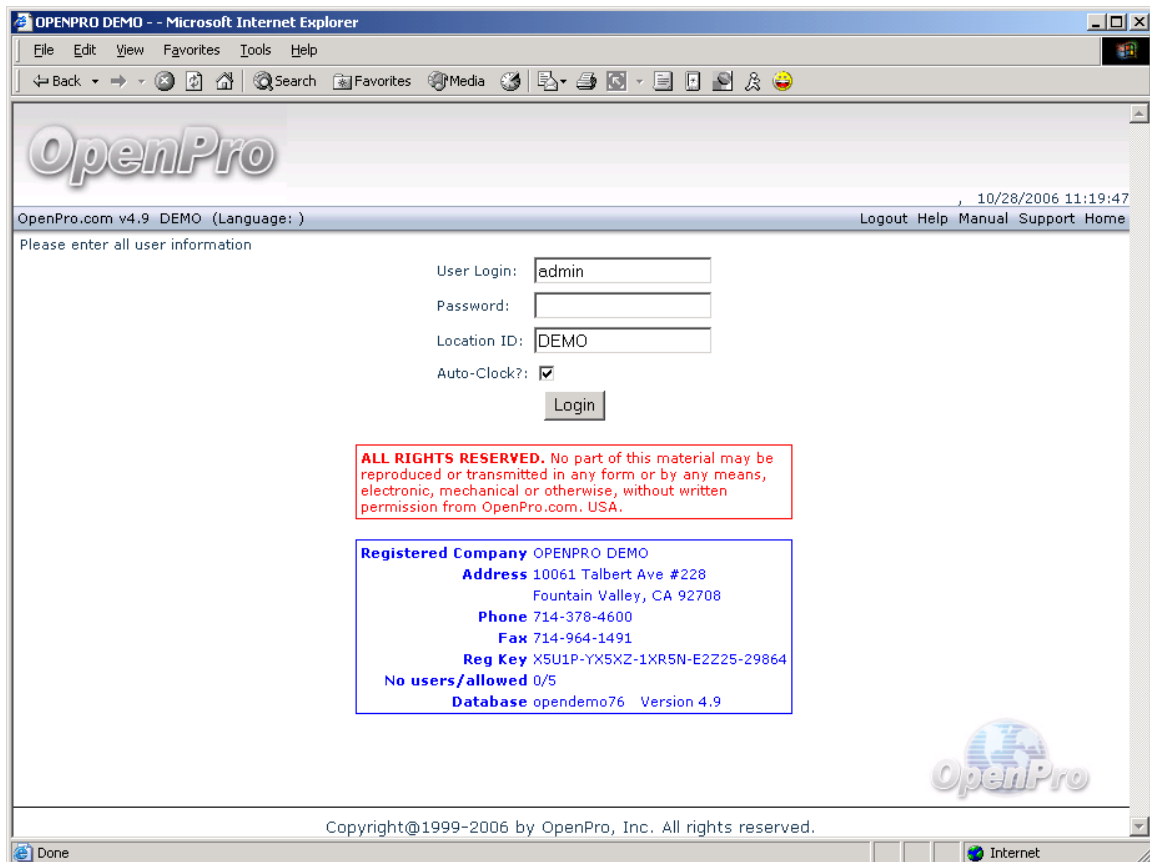 OPENPRO DEMO - - Microsoft Internet Explorer
File Edit View Favorites Tools Help
Back Search Favorites Media
OpenPro
, 10/28/2006 11:19:47
OpenPro.com v4.9 DEMO (Language: ) Logout Help Manual Support Home
Please enter all user information
User Login: admin
Password:
Location ID: DEMO
Auto-Clock?:
Login
ALL RIGHTS RESERVED. No part of this material may be
reproduced or transmitted in any form or by any means,
electronic, mechanical or otherwise, without written
permission from OpenPro.com. USA.
Registered Company OPENPRO DEMO
Address 10061 Talbert Ave #228
Fountain Valley, CA 92708
Phone 714-378-4600
Fax 714-964-1491
Reg Key X5U1P-YX5XZ-1XR5N-E2Z25-29864
No users/allowed 0/5
Database opendemo76 Version 4.9
OpenPro
Copyright@1999-2006 by OpenPro, Inc. All rights reserved.
Done Internet